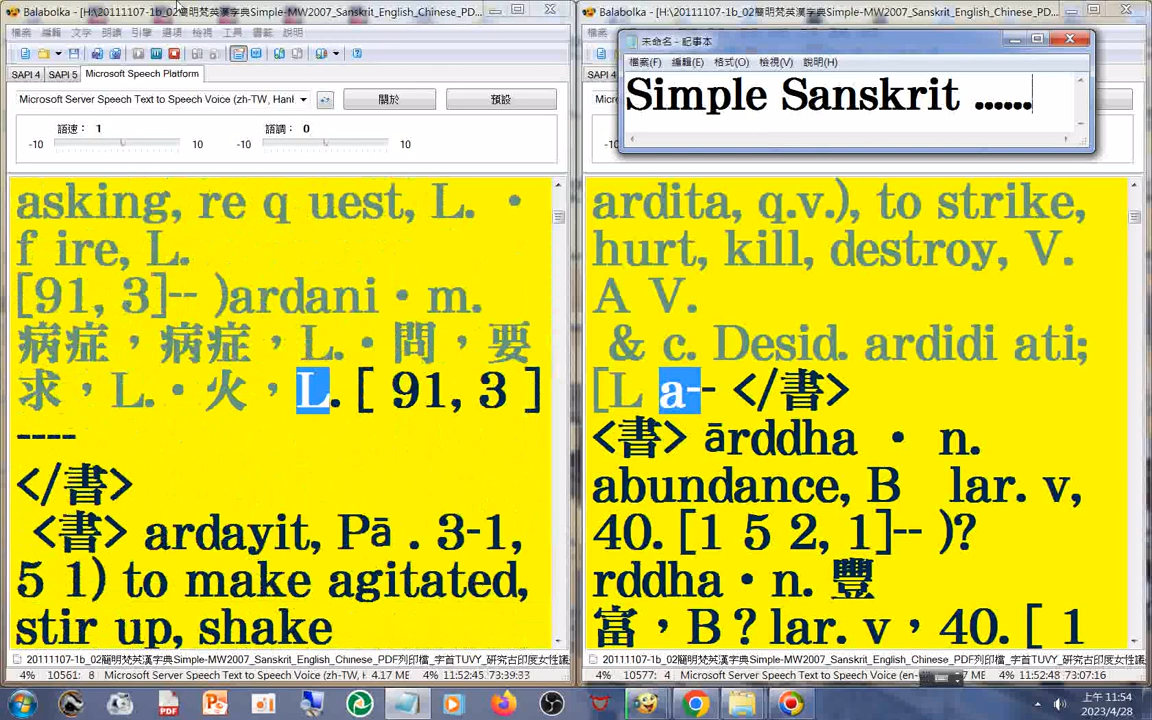 Balabolka - [H:\20111107-1b_02簡明梵英漢字典Simple-MW2007_Sanskrit_English_Chinese_PD...
檔案 編輯 文字 朗讀 引擎 選項 檢視 工具 書籤 說明
SAPI 4 SAPI 5 Microsoft Speech Platform
Microsoft Server Speech Text to Speech Voice (zh-TW, HanH 關於 預設
語速： 1 語調： 0
-10 10 -10 10
asking, re q uest, L. •
f ire, L.
[91, 3]-- )ardani • m.
病症，病症，L. • 問，要
求，L. • 火，L. [ 91, 3 ]
----
</書>
<書> ardayit, Pā . 3-1,
5 1) to make agitated,
stir up, shake
20111107-1b_02簡明梵英漢字典Simple-MW2007_Sanskrit_English_Chinese_PDF列印檔_字首TUVY_研究古印度女性議
4% 10561: 8 Microsoft Server Speech Text to Speech Voice (zh-TW, H 4.17 ME 11:52:45 73:39:33
Balabolka - [H:\20111107-1b_02簡明梵英漢字典Simple-MW2007_Sanskrit_English_Chinese_PD...
檔案
SAPI 4
未命名 - 記事本
檔案(F) 編輯(E) 格式(O) 檢視(V) 說明(H)
Simple Sanskrit ......
-10 10 -10 10
ardita, q.v.), to strike,
hurt, kill, destroy, V.
A V.
& c. Desid. ardidi ati;
[L a-- </書>
<書> ārddha • n.
abundance, B lar. v,
40. [1 5 2, 1]-- )?
rddha • n. 豐
富，B ? lar. v，40. [ 1
20111107-1b_02簡明梵英漢字典Simple-MW2007_Sanskrit_English_Chinese_PDF列印檔_字首TUVY_研究古印度女性議
4% 10577: 4 Microsoft Server Speech Text to Speech Voice (en- 11:52:48 73:07:16
PDF
上午 11:54
2023/4/28